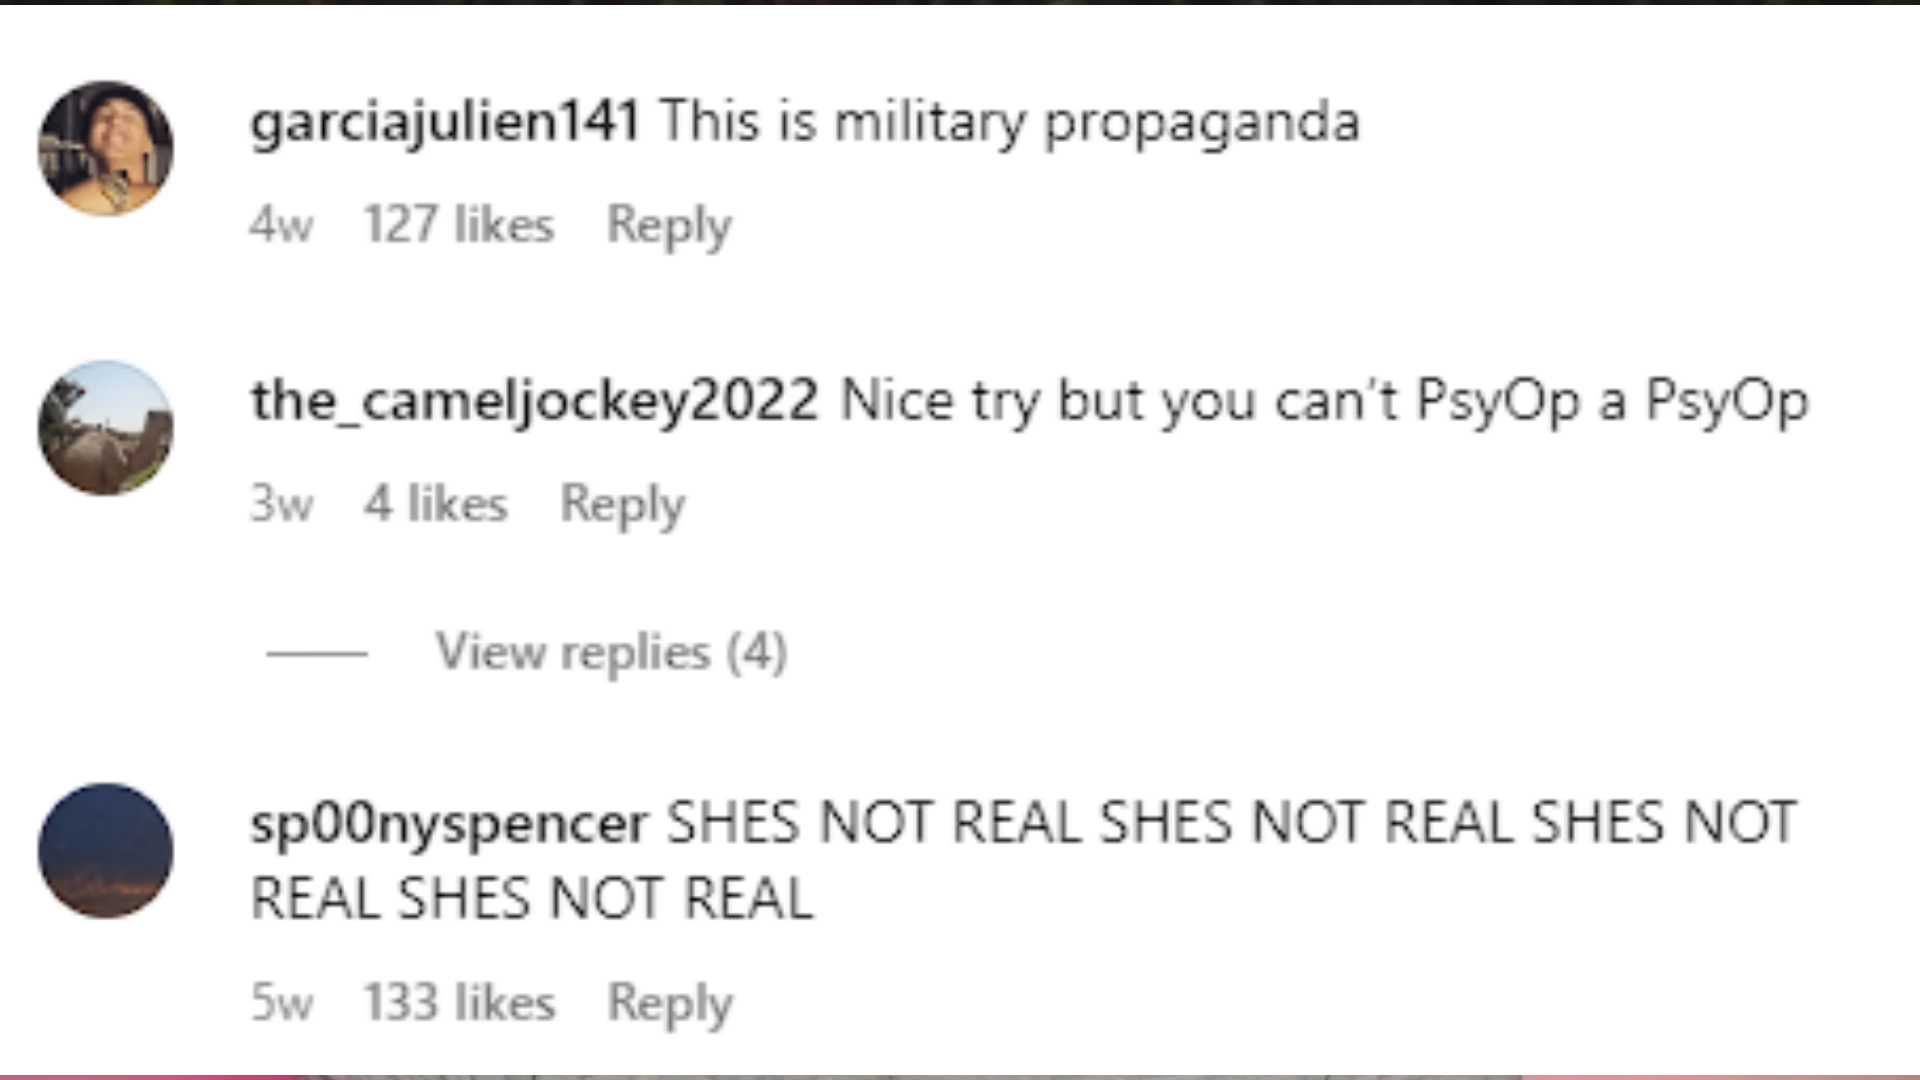 garciajulien141 This is military propaganda
4w 127 likes Reply
the_cameljockey2022 Nice try but you can't PsyOp a PsyOp
3w 4 likes Reply
View replies (4)
sp00nyspencer SHES NOT REAL SHES NOT REAL SHES NOT
REAL SHES NOT REAL
5w 133 likes Reply